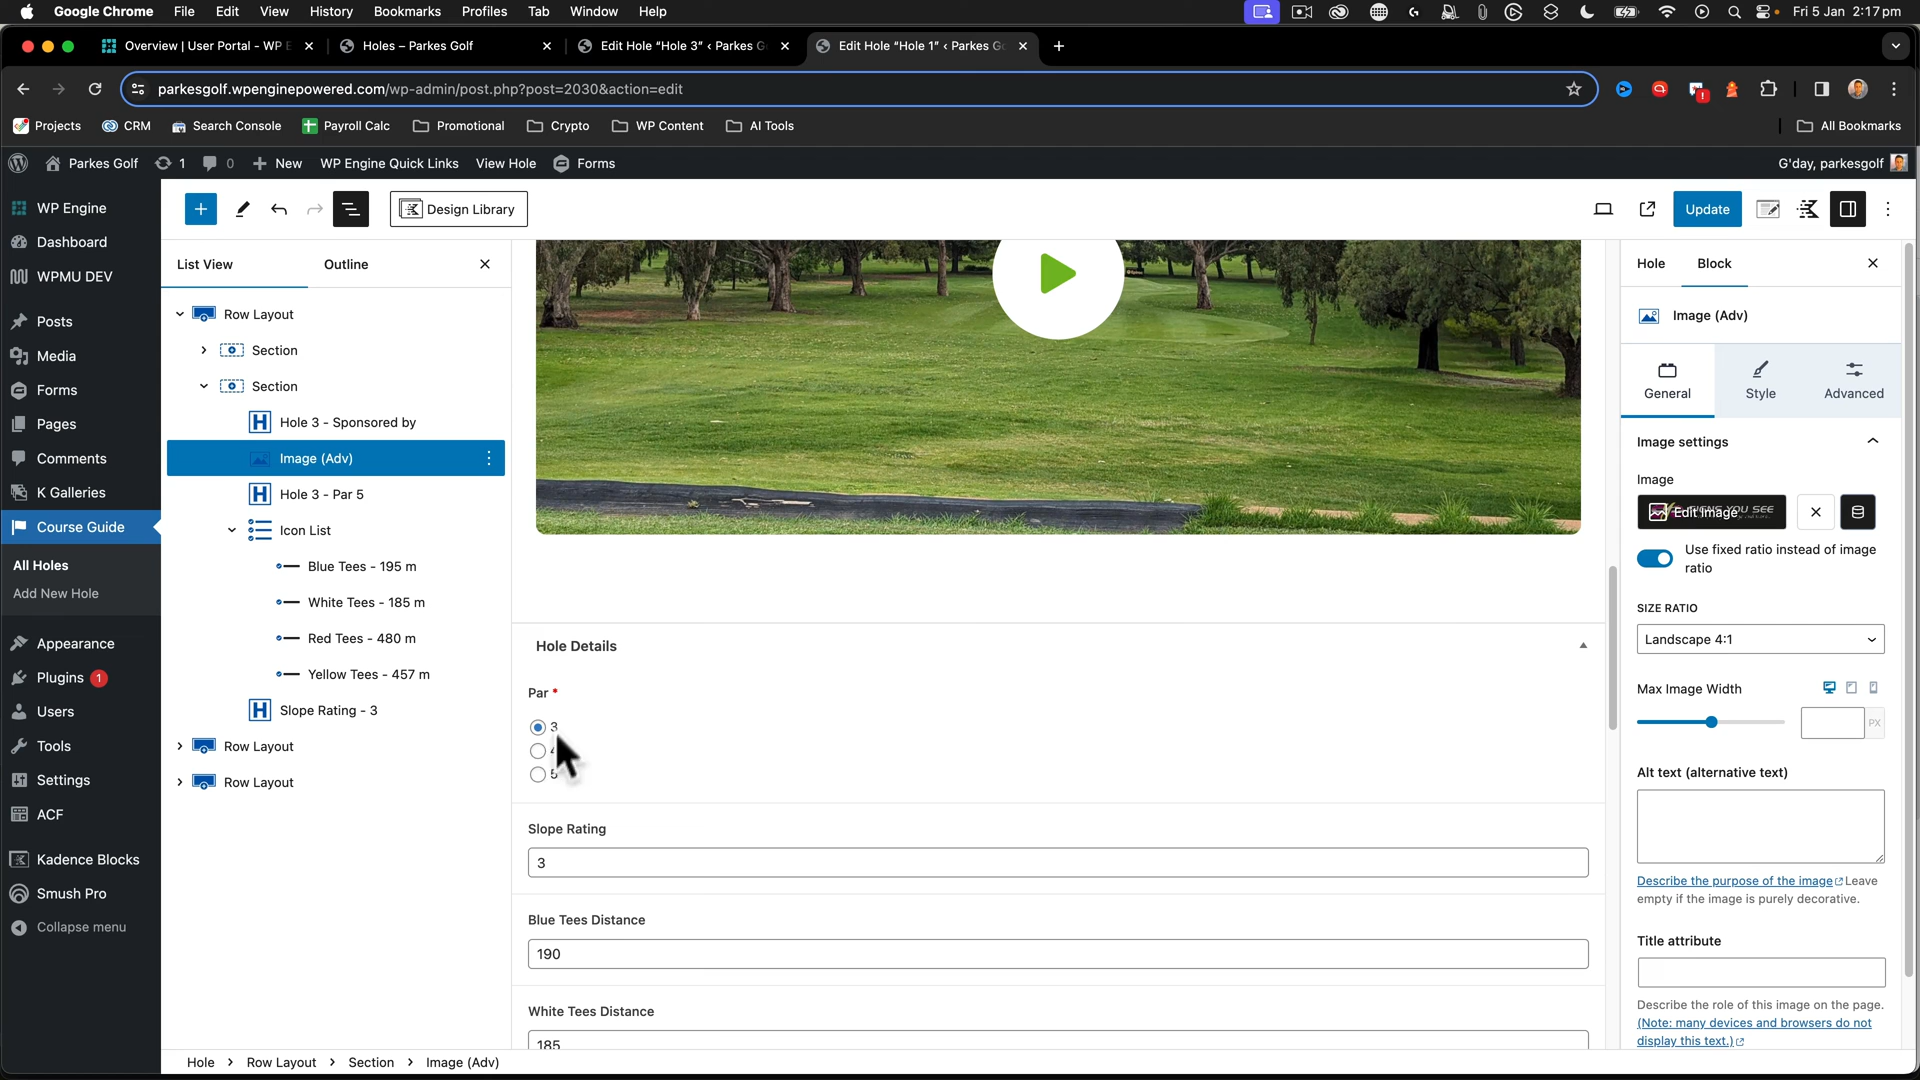 Google Chrome File Edit View History Bookmarks Profiles Tab Window Help
Fri 5 Jan 2:17 pm
Overview | User Portal - WP E
Holes – Parkes Golf
Edit Hole “Hole 3” ‹ Parkes G
Edit Hole “Hole 1” ‹ Parkes Go
parkesgolf.wpenginepowered.com/wp-admin/post.php?post=2030&action=edit
Projects CRM Search Console Payroll Calc Promotional Crypto WP Content AI Tools All Bookmarks
Parkes Golf 1 0 New WP Engine Quick Links View Hole Forms
G'day, parkesgolf
WP Engine
Dashboard
WPMU DEV
Posts
Media
Forms
Pages
Comments
K Galleries
Course Guide
All Holes
Add New Hole
Appearance
Plugins 1
Users
Tools
Settings
ACF
Kadence Blocks
Smush Pro
Collapse menu
Design Library
Update
List View
Outline
Row Layout
Section
Section
Hole 3 - Sponsored by
Image (Adv)
Hole 3 - Par 5
Icon List
Blue Tees - 195 m
White Tees - 185 m
Red Tees - 480 m
Yellow Tees - 457 m
Slope Rating - 3
Row Layout
Row Layout
Hole Details
Par *
3
5
Slope Rating
3
Blue Tees Distance
190
White Tees Distance
185
Hole
Block
Image (Adv)
General
Style
Advanced
Image settings
Image
Edit Image
YOU SEE
Use fixed ratio instead of image
ratio
SIZE RATIO
Landscape 4:1
Max Image Width
PX
Alt text (alternative text)
Describe the purpose of the image Leave
empty if the image is purely decorative.
Title attribute
Describe the role of this image on the page.
(Note: many devices and browsers do not
display this text.)
Hole Row Layout Section Image (Adv)